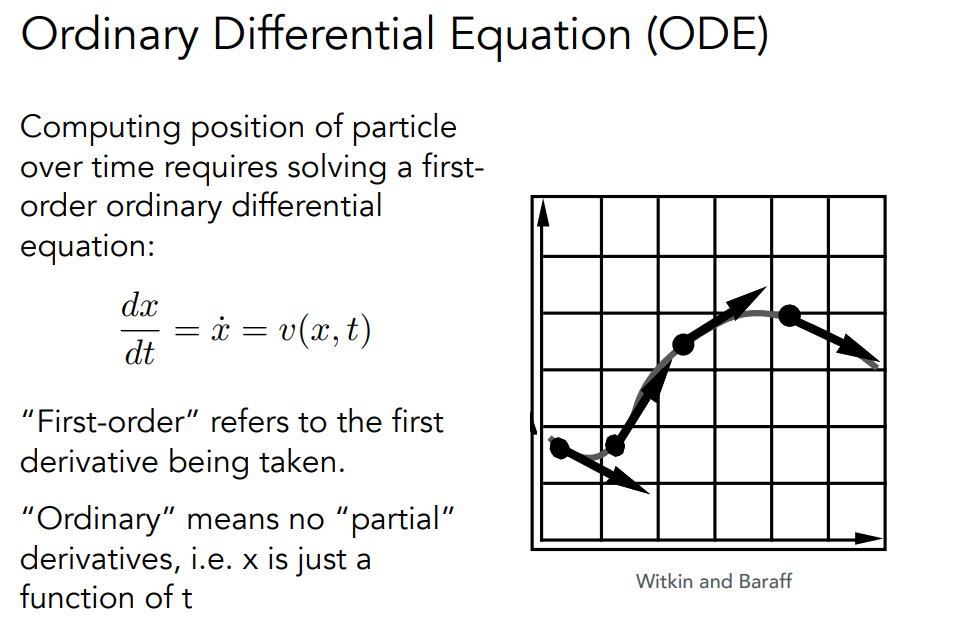 Ordinary Differential Equation (ODE)
Computing position of particle
over time requires solving a first-
order ordinary differential
equation:
dx/dt = ẋ = v(x, t)
“First-order” refers to the first
derivative being taken.
“Ordinary” means no “partial”
derivatives, i.e. x is just a
function of t
Witkin and Baraff